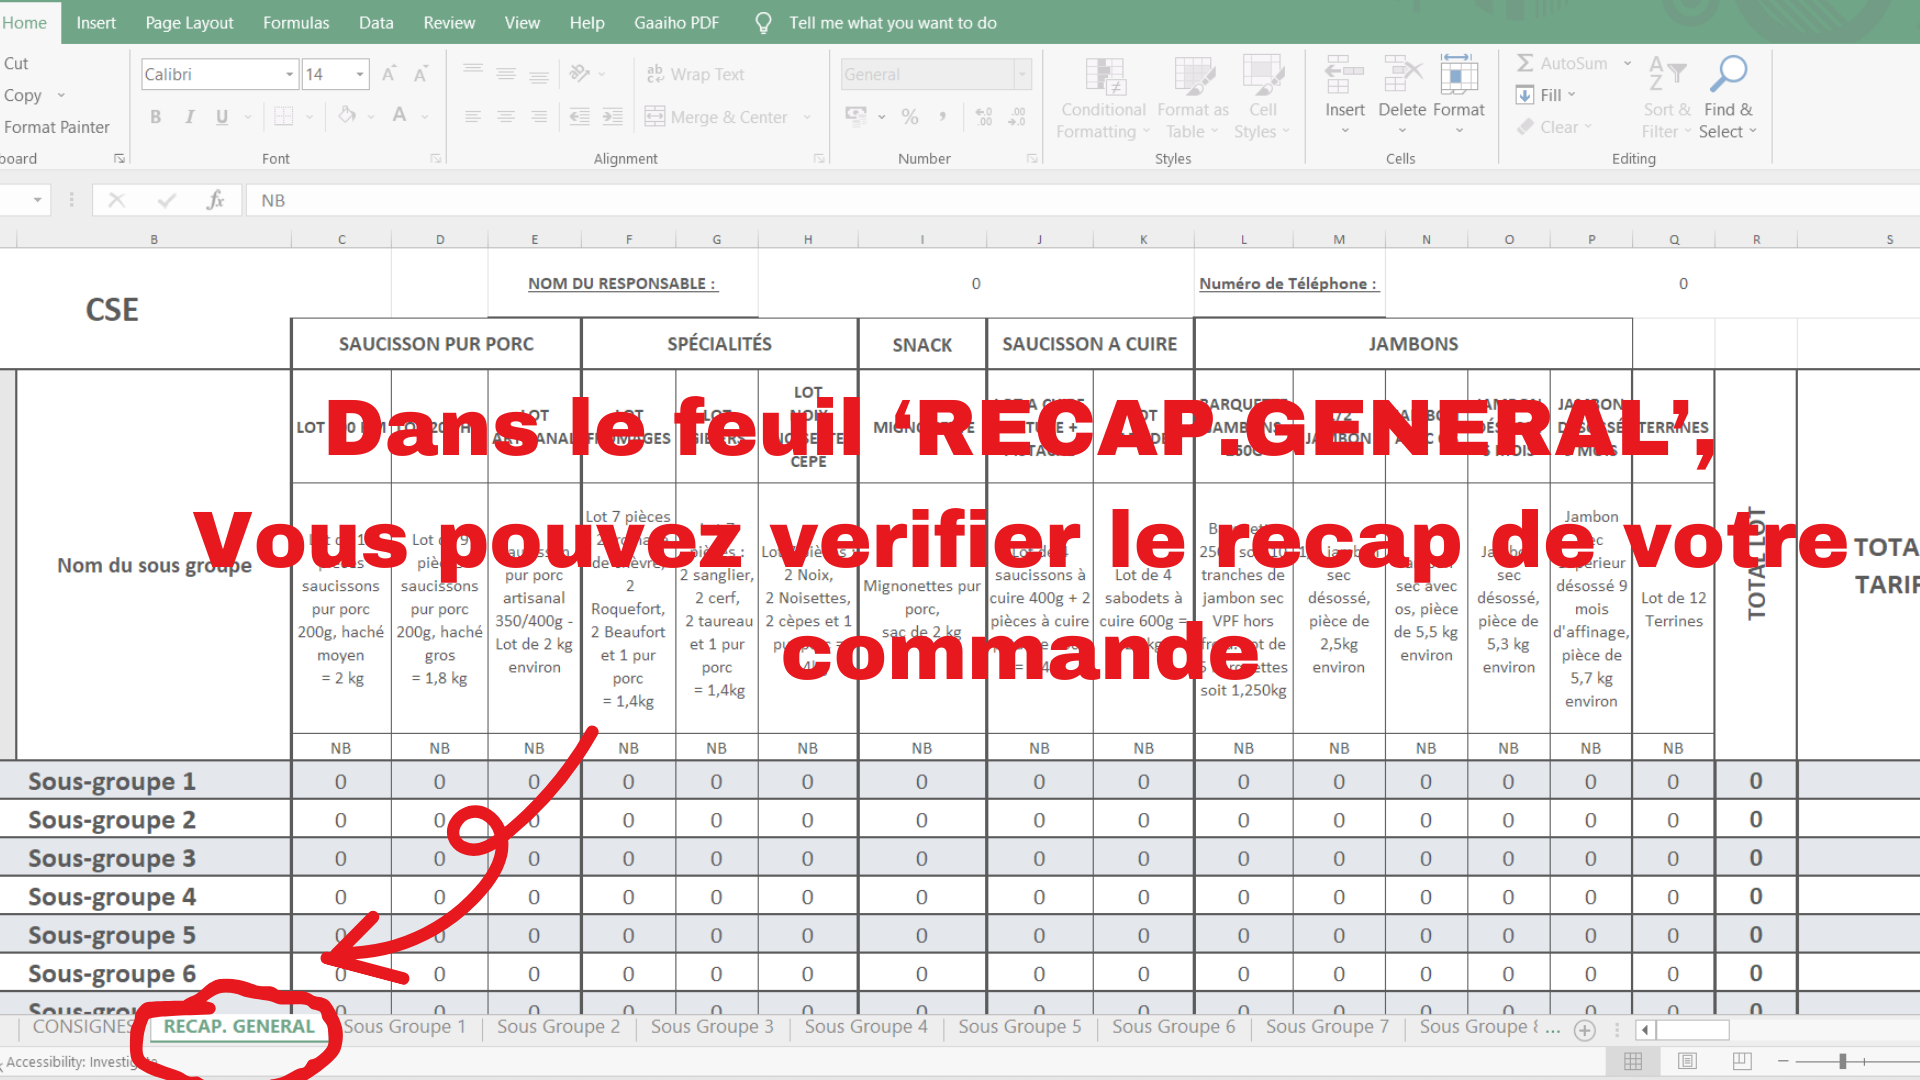 Home Insert Page Layout Formulas Data Review View Help Gaaiho PDF Tell me what you want to do
Cut
Copy
Format Painter
board
Calibri 14
B I U
Font
Wrap Text
Merge & Center
Alignment
General
Number
Conditional Formatting
Format as Table
Cell Styles
Styles
Insert Delete Format
Cells
AutoSum
Fill
Clear
Sort & Filter
Find & Select
Editing
fx NB
B C D E F G H I J K L M N O P Q R S
CSE
NOM DU RESPONSABLE : 0 Numéro de Téléphone : 0
SAUCISSON PUR PORC SPÉCIALITÉS SNACK SAUCISSON A CUIRE JAMBONS
Dans le feuil ‘RECAP.GENERAL’,
Vous pouvez verifier le recap de votre
commande
Nom du sous groupe
saucissons
pur porc
200g, haché
moyen
= 2 kg
saucissons
pur porc
200g, haché
gros
= 1,8 kg
pur porc
artisanal
350/400g -
Lot de 2 kg
environ
Lot 7 pièces
2
Roquefort,
2 Beaufort
et 1 pur
porc
= 1,4kg
2 sanglier,
2 cerf,
2 taureau
et 1 pur
porc
= 1,4kg
2 Noix,
2 Noisettes,
2 cèpes et 1
Mignonettes pur
porc,
sac de 2 kg
saucissons à
cuire 400g + 2
pièces à cuire
Lot de 4
sabodets à
cuire 600g =
tranches de
jambon sec
VPF hors
soit 1,250kg
sec
désossé,
pièce de
2,5kg
environ
sec avec
os, pièce
de 5,5 kg
environ
sec
désossé,
pièce de
5,3 kg
environ
Jambon
sec
supérieur
désossé 9
mois
d'affinage,
pièce de
5,7 kg
environ
TERRINES
Lot de 12
Terrines
TOTAL LOT
TOTA
TARIF
NB NB NB NB NB NB NB NB NB NB NB NB NB NB NB
Sous-groupe 1 0 0 0 0 0 0 0 0 0 0 0 0 0 0 0 0
Sous-groupe 2 0 0 0 0 0 0 0 0 0 0 0 0 0 0 0 0
Sous-groupe 3 0 0 0 0 0 0 0 0 0 0 0 0 0 0 0 0
Sous-groupe 4 0 0 0 0 0 0 0 0 0 0 0 0 0 0 0 0
Sous-groupe 5 0 0 0 0 0 0 0 0 0 0 0 0 0 0 0 0
Sous-groupe 6 0 0 0 0 0 0 0 0 0 0 0 0 0 0 0 0
CONSIGNES RECAP. GENERAL Sous Groupe 1 Sous Groupe 2 Sous Groupe 3 Sous Groupe 4 Sous Groupe 5 Sous Groupe 6 Sous Groupe 7 Sous Groupe 8 ...
Accessibility: Investigate